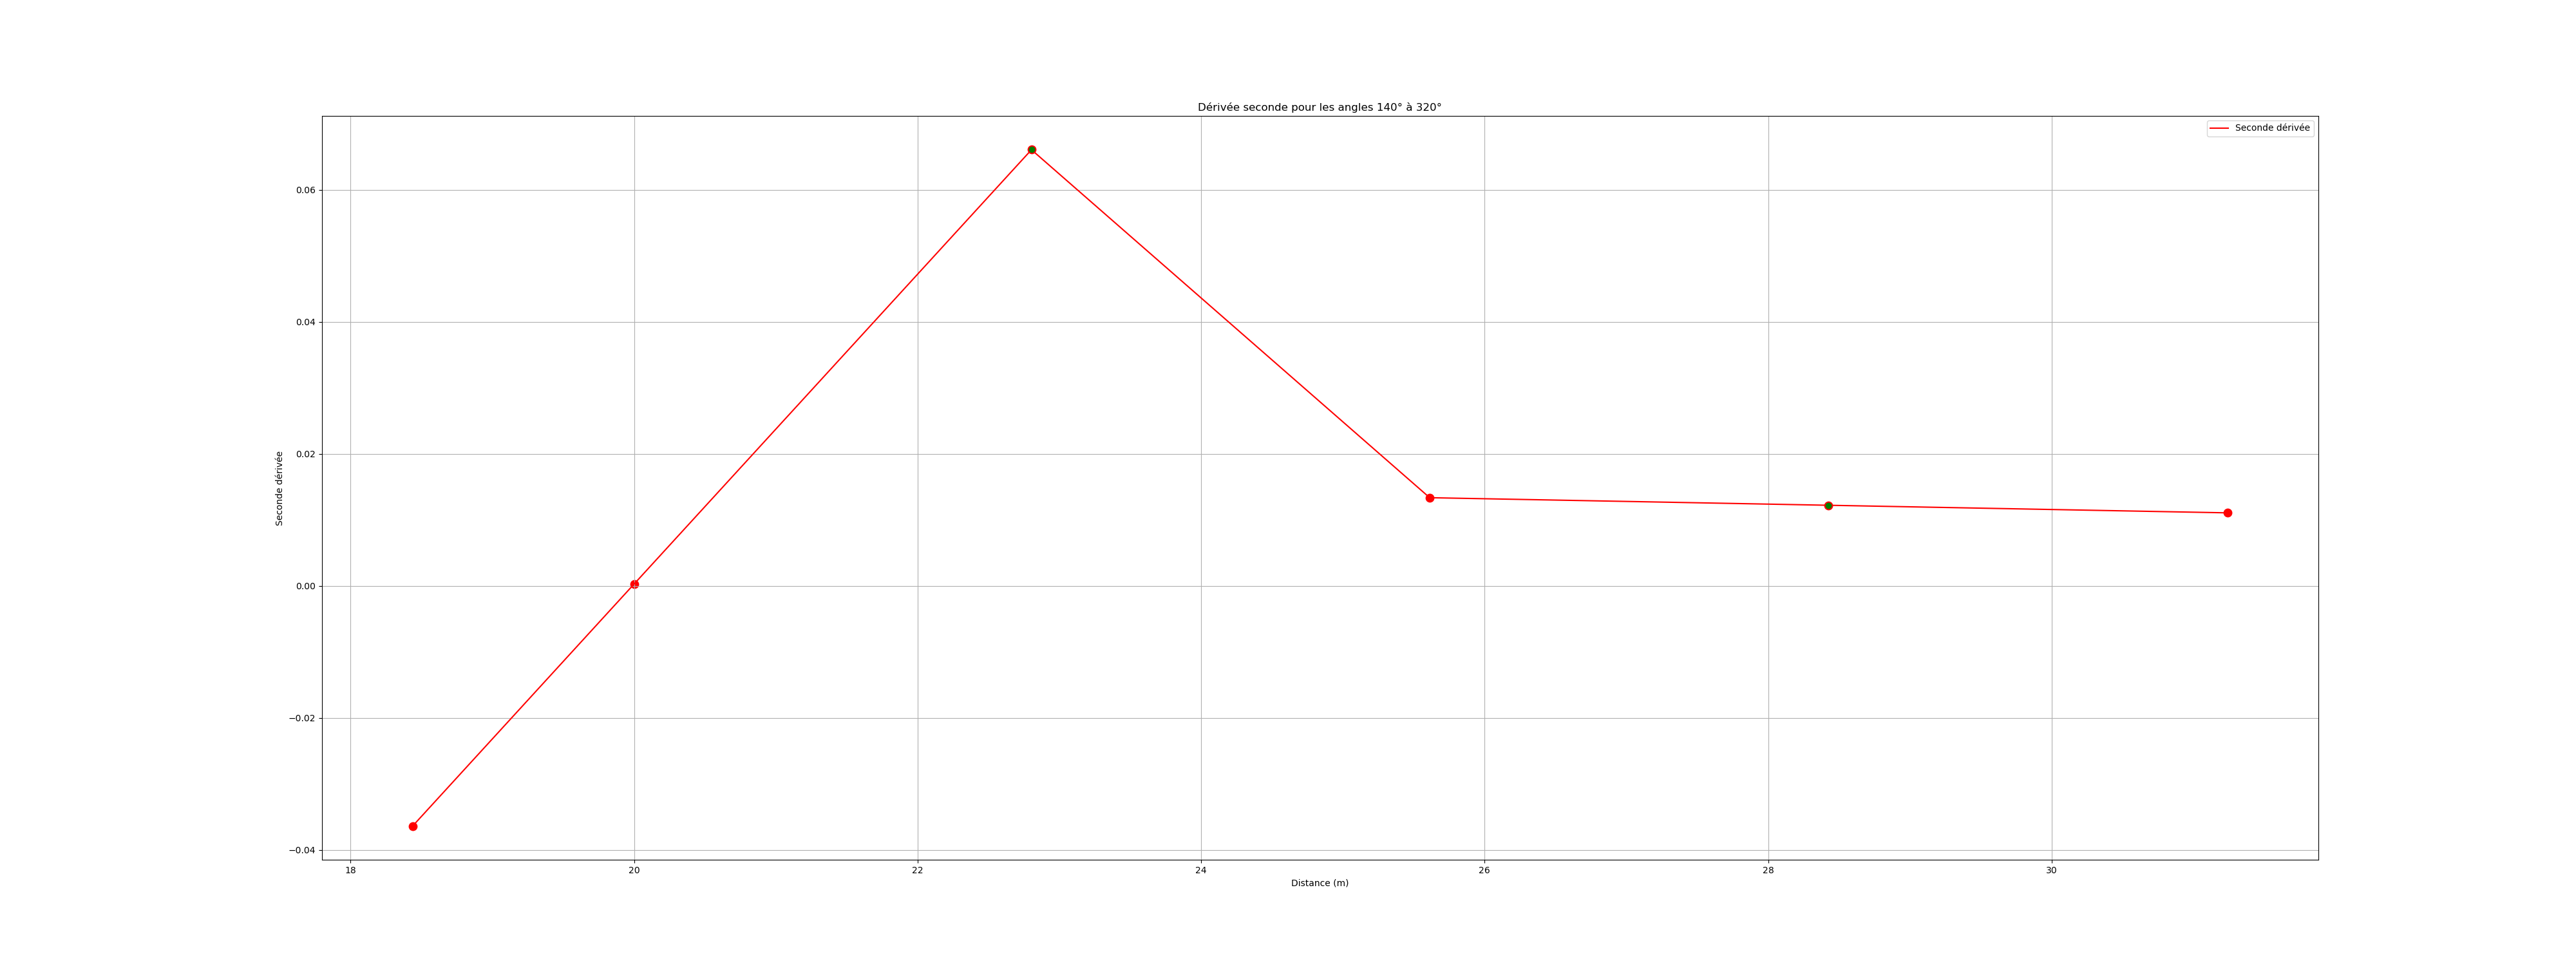 Dérivée seconde pour les angles 140° à 320°
Seconde dérivée
0.06
0.04
0.02
0.00
−0.02
−0.04
Seconde dérivée
18 20 22 24 26 28 30
Distance (m)